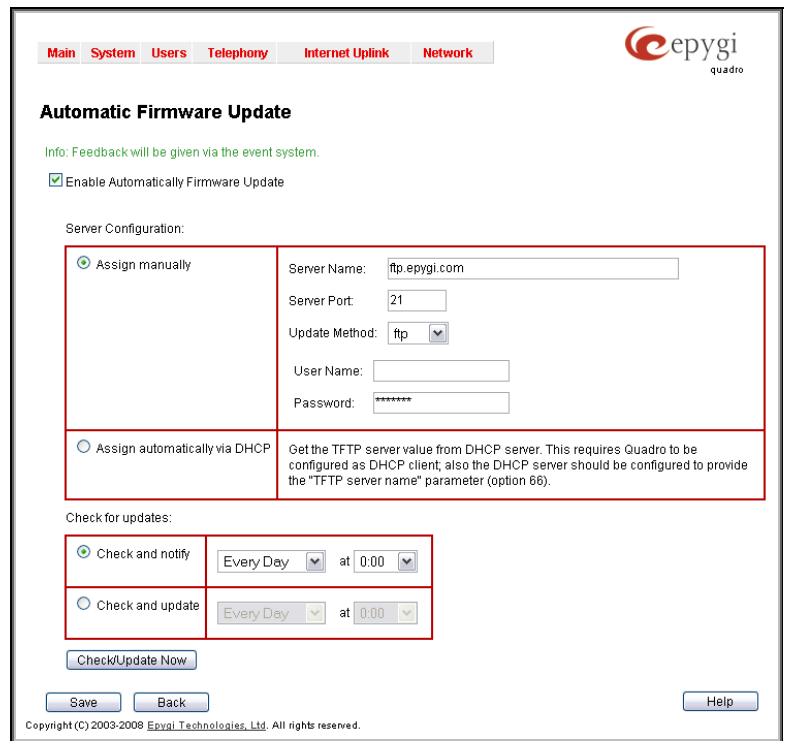 Main System Users Telephony Internet Uplink Network
epygi
quadro
Automatic Firmware Update
Info: Feedback will be given via the event system.
Enable Automatically Firmware Update
Server Configuration:
Assign manually
Server Name: ftp.epygi.com
Server Port: 21
Update Method: ftp
User Name:
Password: *******
Assign automatically via DHCP
Get the TFTP server value from DHCP server. This requires Quadro to be
configured as DHCP client; also the DHCP server should be configured to provide
the "TFTP server name" parameter (option 66).
Check for updates:
Check and notify Every Day at 0:00
Check and update Every Day at 0:00
Check/Update Now
Save Back Help
Copyright (C) 2003-2008 Epygi Technologies, Ltd. All rights reserved.